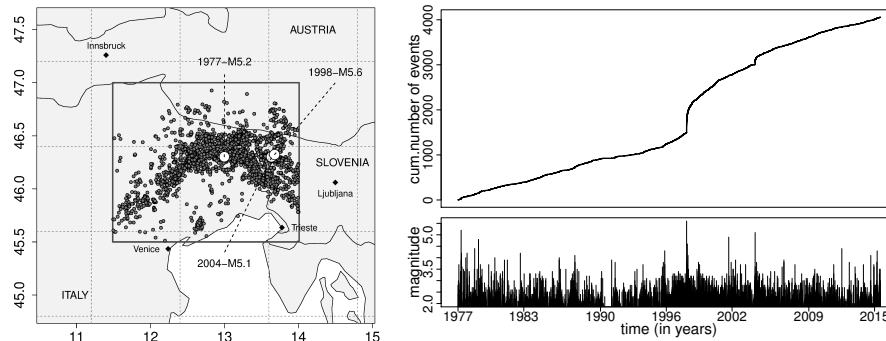 47.5
47.0
46.5
46.0
45.5
45.0
AUSTRIA
Innsbruck
1977−M5.2
1998−M5.6
SLOVENIA
Ljubljana
Trieste
Venice
2004−M5.1
ITALY
11 12 13 14 15
cum.number of events
4000
3000
2000
1000
0
magnitude
5.0
3.5
2.0
1977 1983 1990 1996 2002 2009 2015
time (in years)